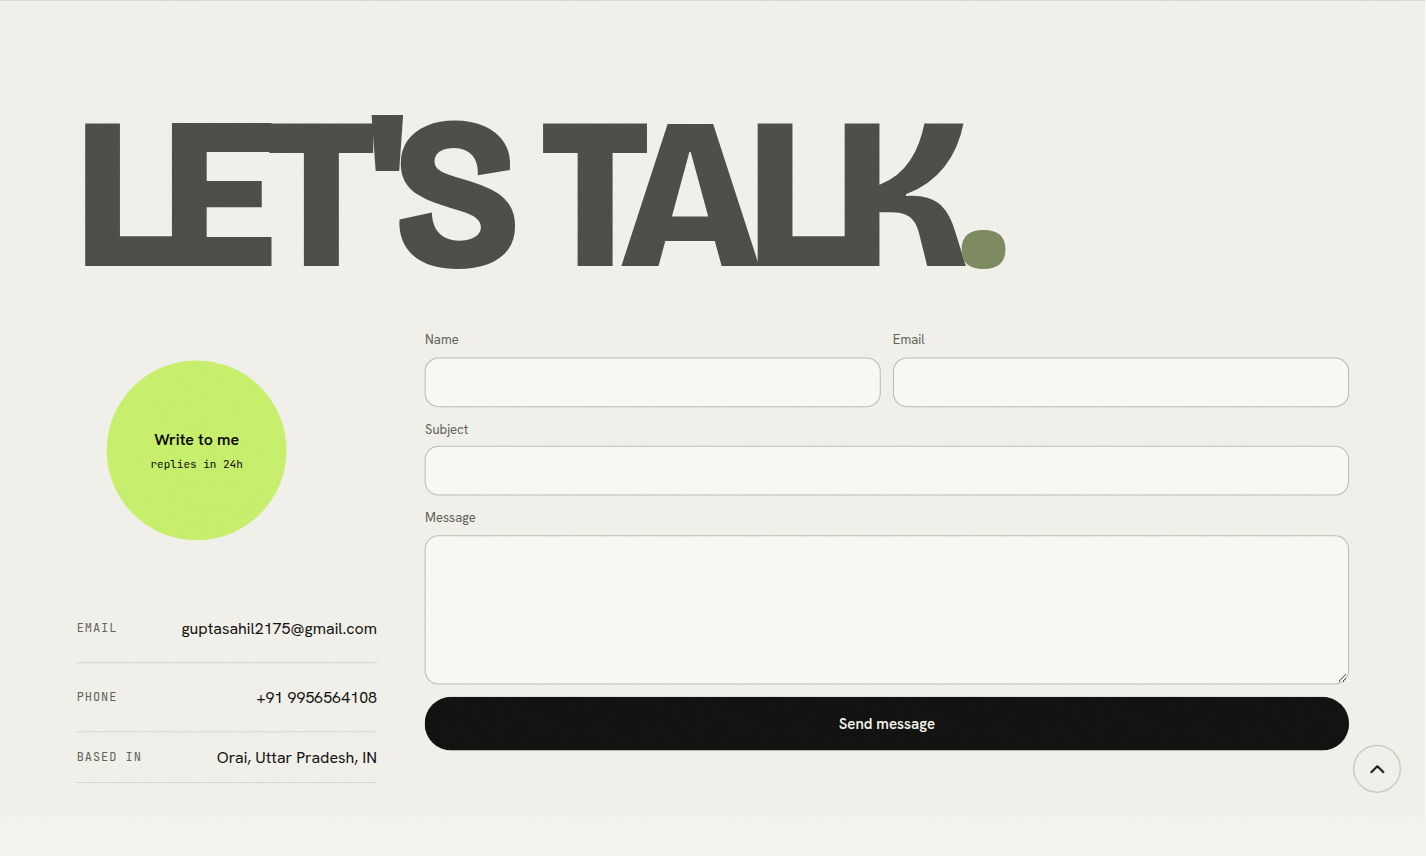 LET'S TALK.
Write to me
replies in 24h
EMAIL guptasahil2175@gmail.com
PHONE +91 9956564108
BASED IN Orai, Uttar Pradesh, IN
Name Email
Subject
Message
Send message